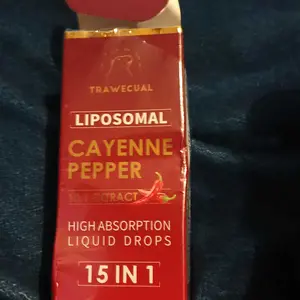 TRAWECUAL
LIPOSOMAL
CAYENNE
PEPPER
EXTRACT
HIGH ABSORPTION
LIQUID DROPS
15 IN 1